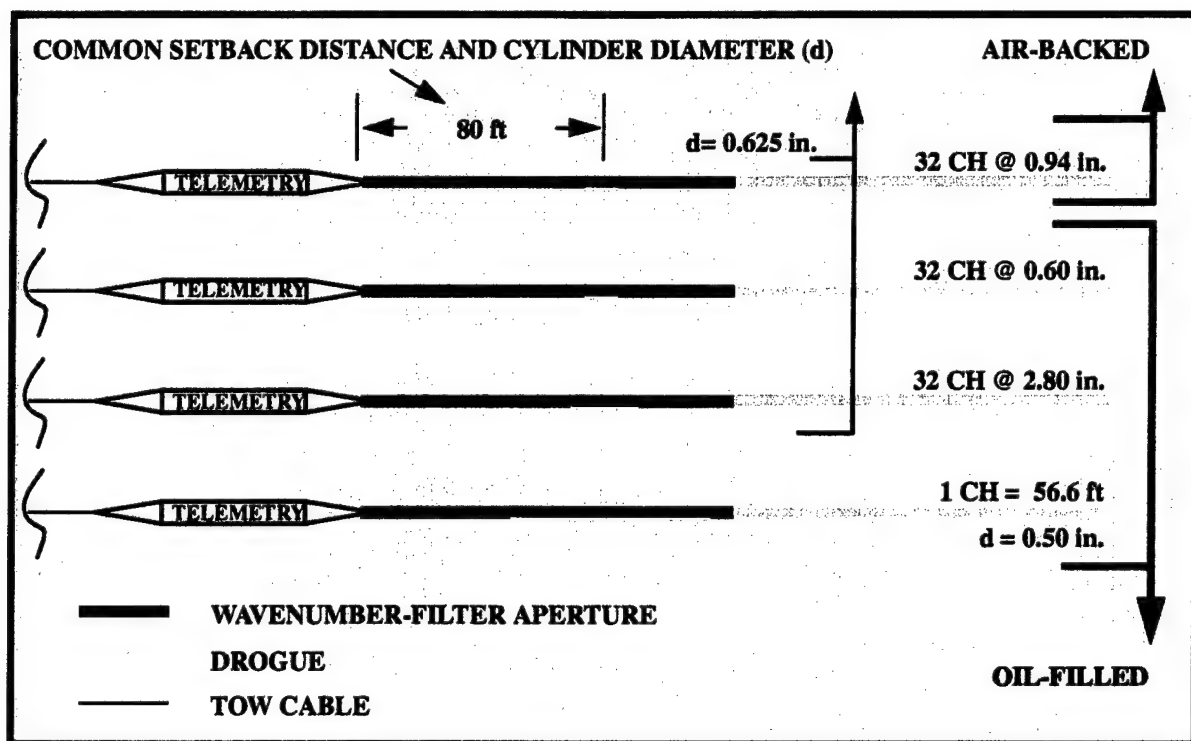 COMMON SETBACK DISTANCE AND CYLINDER DIAMETER (d)
AIR-BACKED
80 ft
d= 0.625 in.
TELEMETRY
32 CH @ 0.94 in.
TELEMETRY
32 CH @ 0.60 in.
TELEMETRY
32 CH @ 2.80 in.
TELEMETRY
1 CH = 56.6 ft
d = 0.50 in.
WAVENUMBER-FILTER APERTURE
DROGUE
TOW CABLE
OIL-FILLED